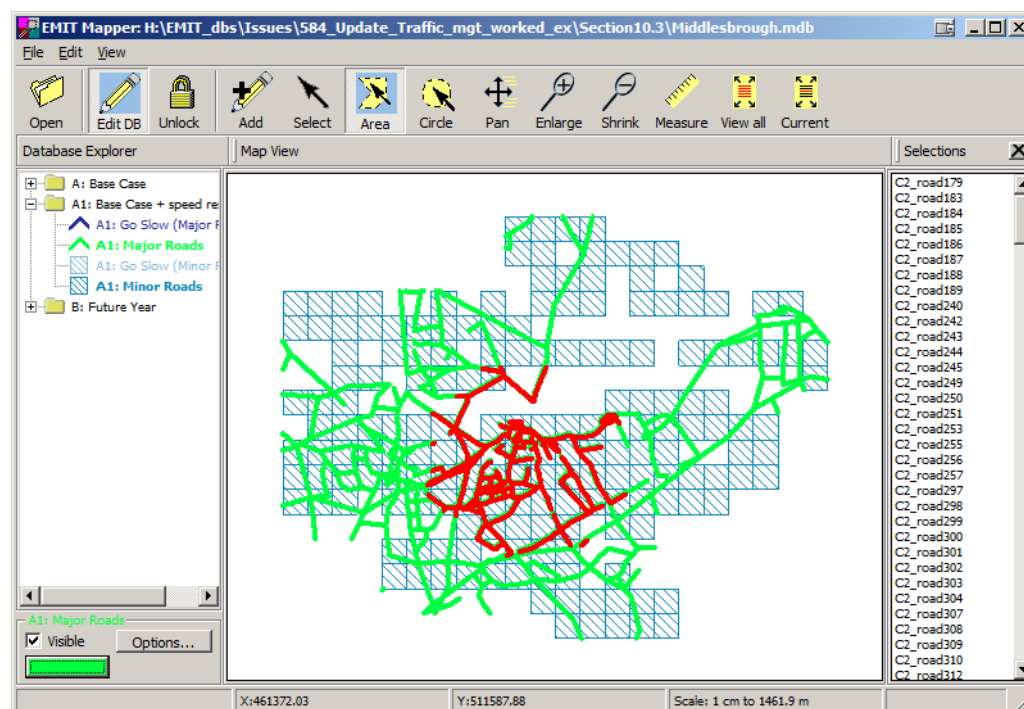 EMIT Mapper: H:\EMIT_dbs\Issues\584_Update_Traffic_mgt_worked_ex\Section10.3\Middlesbrough.mdb
File Edit View
Open Edit DB Unlock Add Select Area Circle Pan Enlarge Shrink Measure View all Current
Database Explorer Map View Selections
A: Base Case
A1: Base Case + speed re
A1: Go Slow (Major
A1: Major Roads
A1: Go Slow (Minor
A1: Minor Roads
B: Future Year
A1: Major Roads
Visible Options...
C2_road179
C2_road183
C2_road184
C2_road185
C2_road186
C2_road187
C2_road188
C2_road189
C2_road240
C2_road242
C2_road243
C2_road244
C2_road245
C2_road249
C2_road250
C2_road251
C2_road253
C2_road255
C2_road256
C2_road257
C2_road297
C2_road298
C2_road299
C2_road300
C2_road301
C2_road302
C2_road303
C2_road304
C2_road307
C2_road308
C2_road309
C2_road310
C2_road312
X:461372.03 Y:511587.88 Scale: 1 cm to 1461.9 m